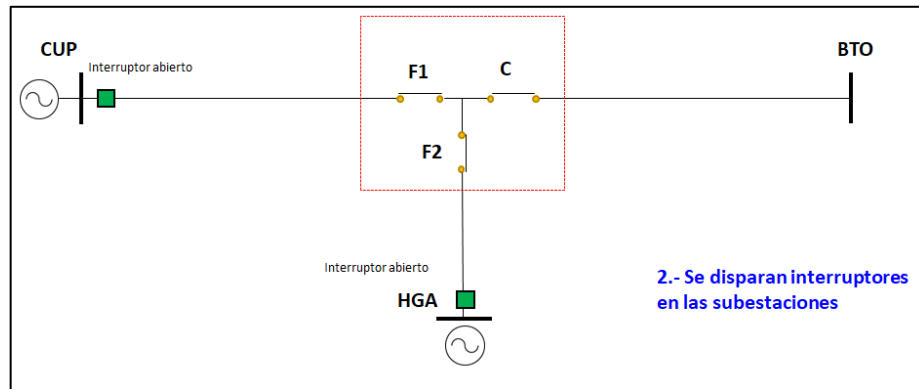 CUP
Interruptor abierto
F1
C
BTO
F2
Interruptor abierto
HGA
2.- Se disparan interruptores
en las subestaciones